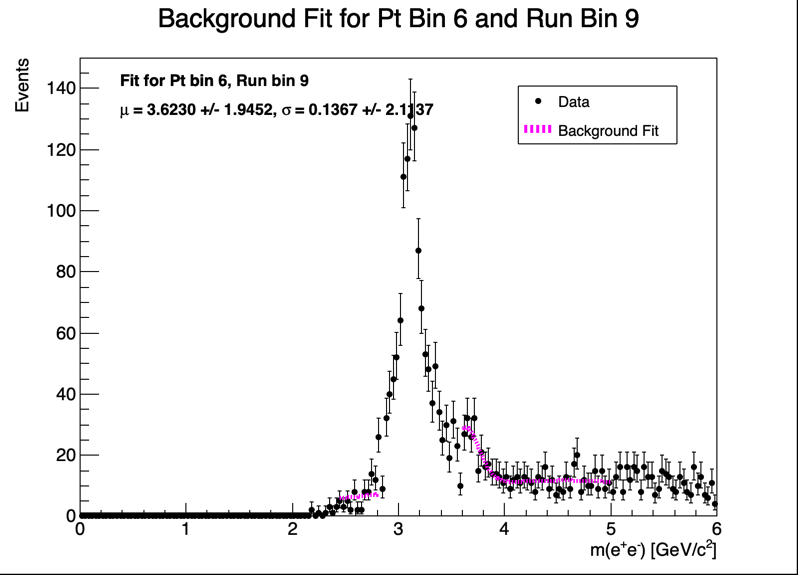 Background Fit for Pt Bin 6 and Run Bin 9
Events
Fit for Pt bin 6, Run bin 9
μ = 3.6230 +/- 1.9452, σ = 0.1367 +/- 2.1137
Data
Background Fit
140
120
100
80
60
40
20
0
0 1 2 3 4 5 6
m(e⁺e⁻) [GeV/c²]